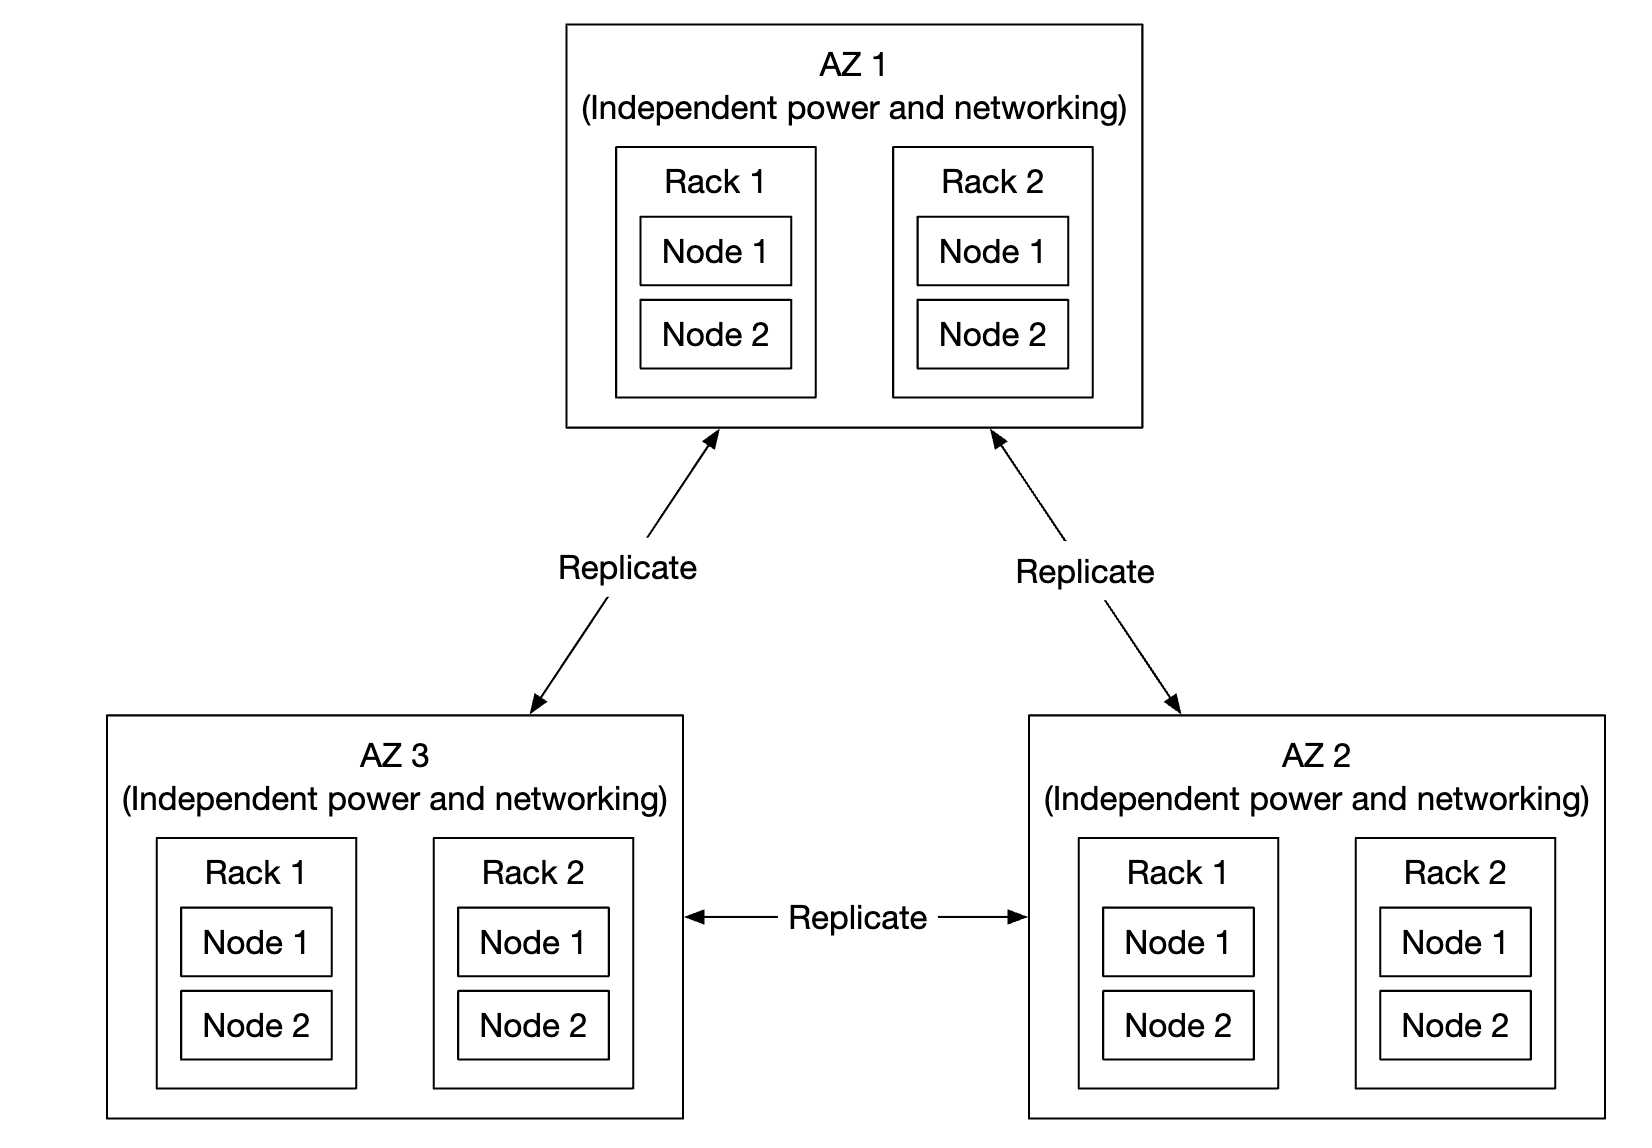 AZ 1
(Independent power and networking)
Rack 1
Node 1
Node 2
Rack 2
Node 1
Node 2
Replicate
Replicate
AZ 3
(Independent power and networking)
Rack 1
Node 1
Node 2
Rack 2
Node 1
Node 2
Replicate
AZ 2
(Independent power and networking)
Rack 1
Node 1
Node 2
Rack 2
Node 1
Node 2